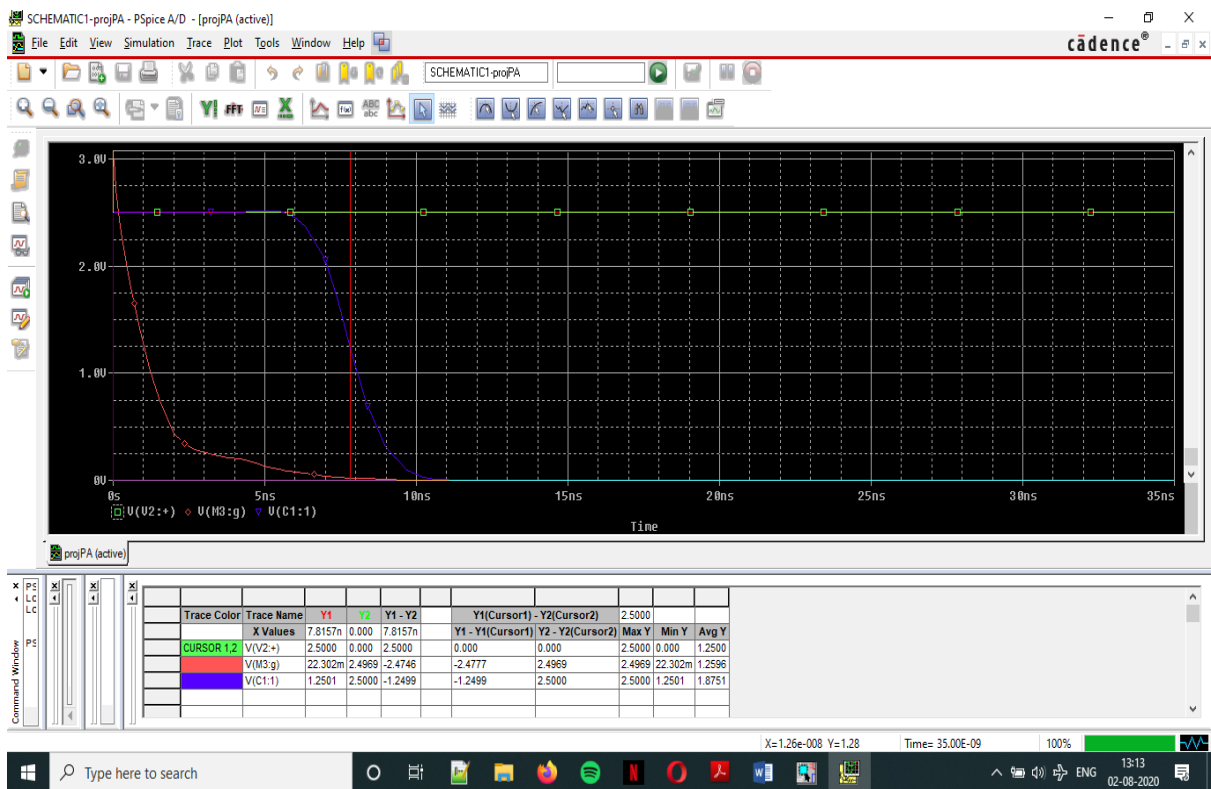 SCHEMATIC1-projPA - PSpice A/D - [projPA (active)]
File Edit View Simulation Trace Plot Tools Window Help
cādence®
SCHEMATIC1-projPA
FFT
ABC
abc
3.0V
2.0V
1.0V
0V
0s 5ns 10ns 15ns 20ns 25ns 30ns 35ns
V(V2:+) V(M3:g) V(C1:1)
Time
projPA (active)
Trace Color Trace Name Y1 Y2 Y1 - Y2 Y1(Cursor1) - Y2(Cursor2) 2.5000
X Values 7.8157n 0.000 7.8157n Y1 - Y1(Cursor1) Y2 - Y2(Cursor2) Max Y Min Y Avg Y
CURSOR 1,2 V(V2:+) 2.5000 0.000 2.5000 0.000 0.000 2.5000 0.000 1.2500
V(M3:g) 22.302m 2.4969 -2.4746 -2.4777 2.4969 2.4969 22.302m 1.2596
V(C1:1) 1.2501 2.5000 -1.2499 -1.2499 2.5000 2.5000 1.2501 1.8751
Command Window
X=1.26e-008 Y=1.28 Time= 35.00E-09 100%
Type here to search
ENG
13:13
02-08-2020